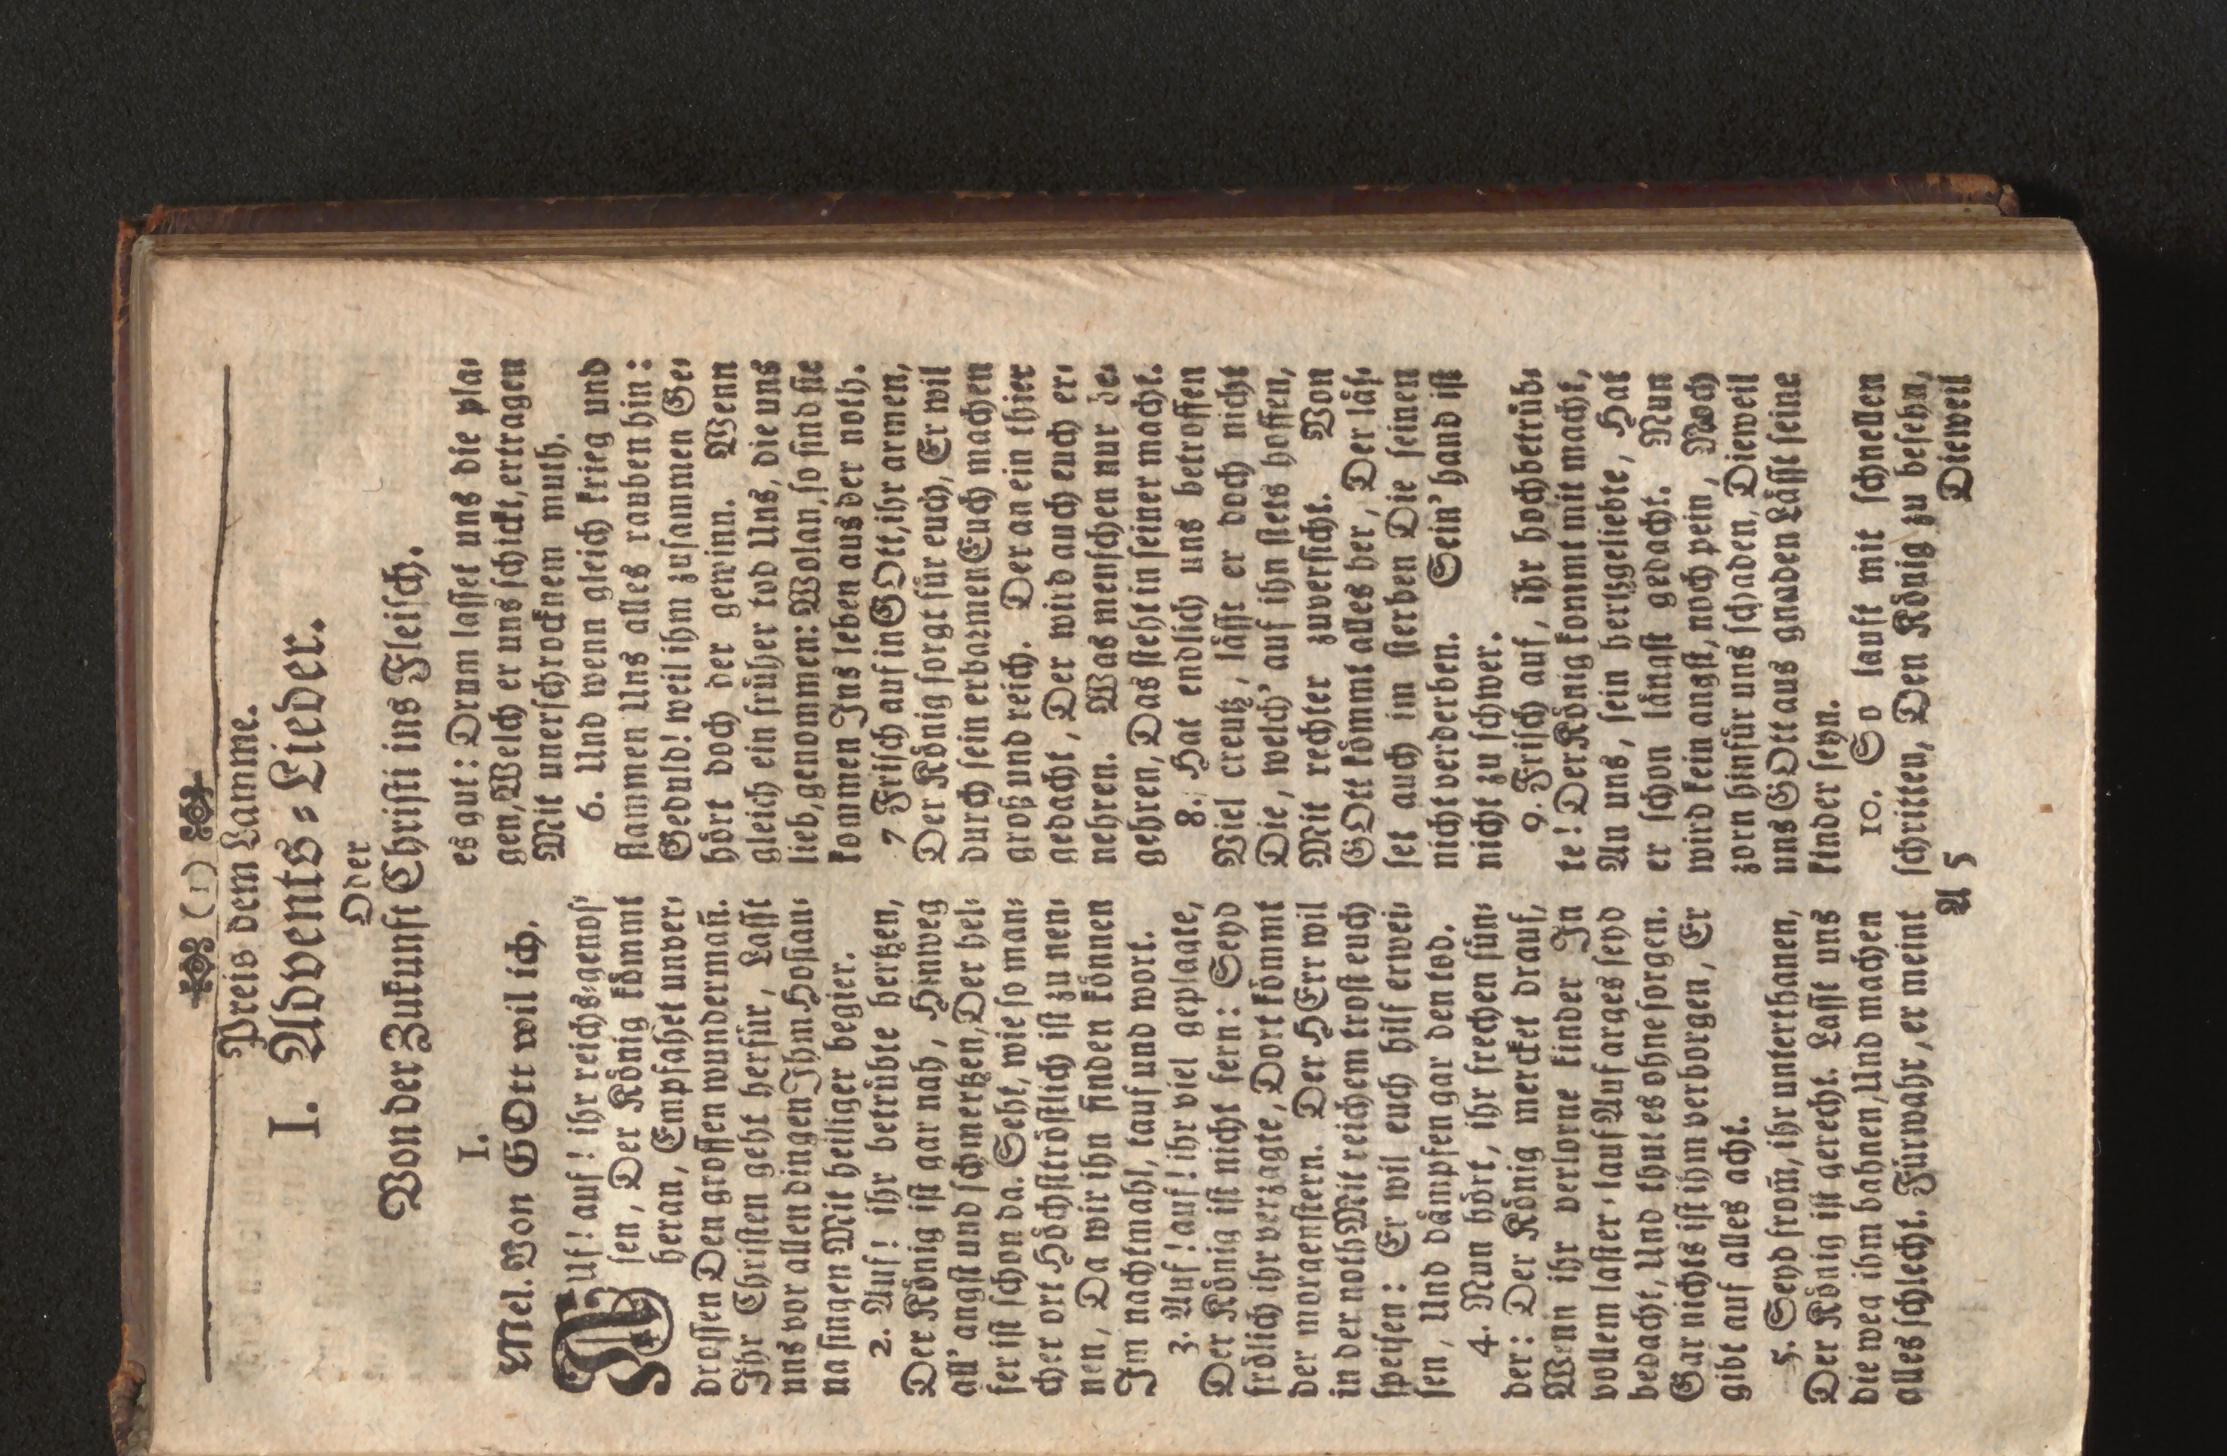 (1)
Preis dem Lamme.
I. Advents-Lieder.
Oder
Von der Zukunft Christi ins Fleisch.
I.
Mel. Von GOtt wil ich.
AUf! auf! ihr reichs-genos-
sen, Der König kömmt
heran, Empfahet unver-
drossen Den grossen wunderman̄.
Ihr Christen geht herfür, Lasst
uns vor allen dingen Ihm Hosian-
na singen Mit heiliger begier.
2. Auf! ihr betrübte hertzen,
Der König ist gar nah, Hinweg
all' angst und schmertzen, Der hel-
fer ist schon da. Seht, wie so man-
cher ort Höchströstlich ist zu nen-
nen, Da wir ihn finden können
Im nachtmahl, tauf und wort.
3. Auf! auf! ihr viel geplagte,
Der König ist nicht fern: Seyd
frölich ihr verzagte, Dort kömmt
der morgenstern. Der HErr wil
in der noth Mit reichem trost euch
speisen: Er wil euch hilf erwei-
sen, Und dämpfen gar den tod.
4. Nun hört, ihr frechen sün-
der: Der König mercket drauf,
Wenn ihr verlorne kinder In
vollem laster-lauf Auf arges seyd
bedacht, Und thut es ohne sorgen.
Gar nichts ist ihm verborgen, Er
gibt auf alles acht.
5. Seyd from̄, ihr unterthanen,
Der König ist gerecht. Lasst uns
die weg ihm bahnen, Und machen
alles schlecht. Fürwahr, er meint
es gut: Drum lasset uns die pla-
gen, Welch er uns schickt, ertragen
Mit unerschrocknem muth.
6. Und wenn gleich krieg und
flammen Uns alles rauben hin:
Geduld! weil ihm zusammen Ge-
hört doch der gewinn. Wenn
gleich ein früher tod Uns, die uns
lieb, genommen: Wolan, so sind sie
kommen Ins leben aus der noth.
7 Frisch auf in GOtt, ihr armen,
Der König sorgt für euch, Er wil
durch sein erbarmen Euch machen
groß und reich. Der an ein thier
gedacht, Der wird auch euch er-
nehren. Was menschen nur be-
gehren, Das steht in seiner macht.
8. Hat endlich uns betroffen
Viel creutz, lässt er doch nicht
Die, welch' auf ihn stets hoffen,
Mit rechter zuversicht. Von
GOtt kömmt alles her, Der läs-
set auch im sterben Die seinen
nicht verderben. Sein' hand ist
nicht zu schwer.
9. Frisch auf, ihr hochbetrüb-
te! Der König kommt mit macht,
An uns, sein hertzgeliebte, Hat
er schon längst gedacht. Nun
wird kein angst, noch pein, Noch
zorn hinfür uns schaden, Dieweil
uns GOtt aus gnaden Lässt seine
kinder seyn.
10. So lauft mit schnellen
schritten, Den König zu besehn,
A 5
Dieweil